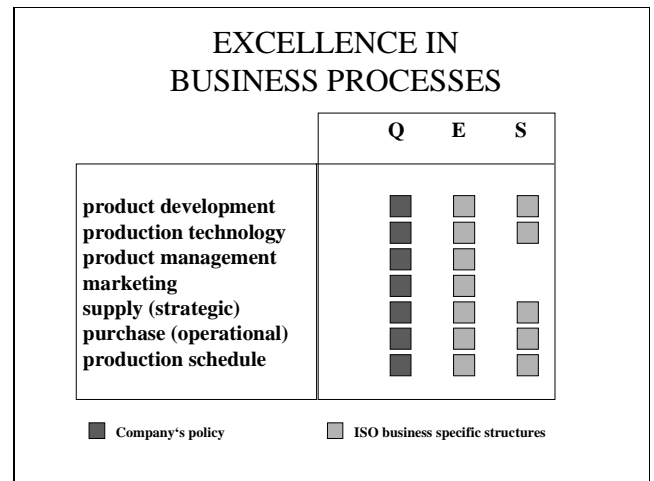 EXCELLENCE IN
BUSINESS PROCESSES
Q E S
product development
production technology
product management
marketing
supply (strategic)
purchase (operational)
production schedule
Company‘s policy
ISO business specific structures